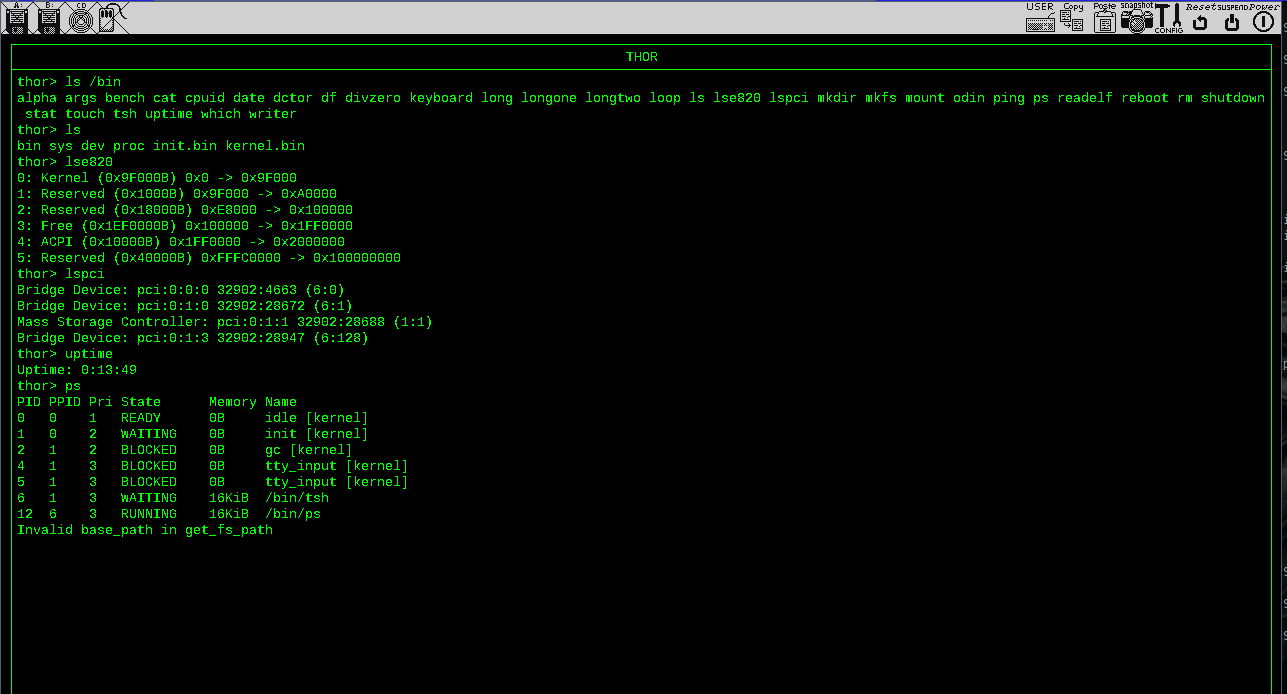 A: B: CD
USER Copy Paste snapshot CONFIG Reset SUSPEND Power
THOR
thor> ls /bin
alpha args bench cat cpuid date dctor df divzero keyboard long longone longtwo loop ls lse820 lspci mkdir mkfs mount odin ping ps readelf reboot rm shutdown
stat touch tsh uptime which writer
thor> ls
bin sys dev proc init.bin kernel.bin
thor> lse820
0: Kernel (0x9F000B) 0x0 -> 0x9F000
1: Reserved (0x1000B) 0x9F000 -> 0xA0000
2: Reserved (0x18000B) 0xE8000 -> 0x100000
3: Free (0x1EF0000B) 0x100000 -> 0x1FF0000
4: ACPI (0x10000B) 0x1FF0000 -> 0x2000000
5: Reserved (0x40000B) 0xFFFC0000 -> 0x100000000
thor> lspci
Bridge Device: pci:0:0:0 32902:4663 (6:0)
Bridge Device: pci:0:1:0 32902:28672 (6:1)
Mass Storage Controller: pci:0:1:1 32902:28688 (1:1)
Bridge Device: pci:0:1:3 32902:28947 (6:128)
thor> uptime
Uptime: 0:13:49
thor> ps
PID PPID Pri State Memory Name
0 0 1 READY 0B idle [kernel]
1 0 2 WAITING 0B init [kernel]
2 1 2 BLOCKED 0B gc [kernel]
4 1 3 BLOCKED 0B tty_input [kernel]
5 1 3 BLOCKED 0B tty_input [kernel]
6 1 3 WAITING 16KiB /bin/tsh
12 6 3 RUNNING 16KiB /bin/ps
Invalid base_path in get_fs_path